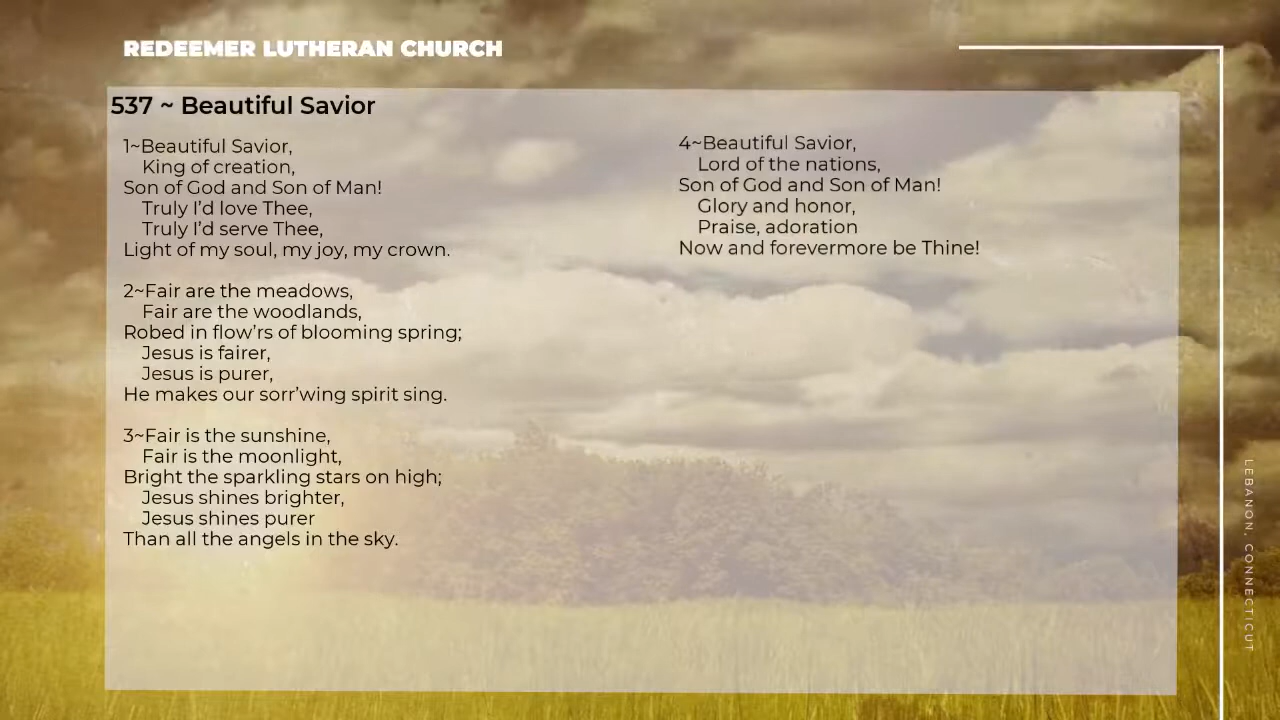 REDEEMER LUTHERAN CHURCH
537 ~ Beautiful Savior
1~Beautiful Savior,
King of creation,
Son of God and Son of Man!
Truly I’d love Thee,
Truly I’d serve Thee,
Light of my soul, my joy, my crown.
2~Fair are the meadows,
Fair are the woodlands,
Robed in flow’rs of blooming spring;
Jesus is fairer,
Jesus is purer,
He makes our sorr’wing spirit sing.
3~Fair is the sunshine,
Fair is the moonlight,
Bright the sparkling stars on high;
Jesus shines brighter,
Jesus shines purer
Than all the angels in the sky.
4~Beautiful Savior,
Lord of the nations,
Son of God and Son of Man!
Glory and honor,
Praise, adoration
Now and forevermore be Thine!
LEBANON, CONNECTICUT